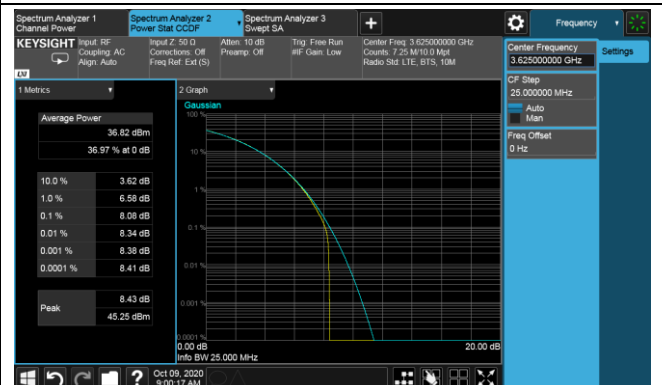 Spectrum Analyzer 1
Channel Power
Spectrum Analyzer 2
Power Stat CCDF
Spectrum Analyzer 3
Swept SA
Frequency
KEYSIGHT
Input: RF
Coupling: AC
Align: Auto
Input Z: 50 Ω
Corrections: Off
Freq Ref: Ext (S)
Atten: 10 dB
Preamp: Off
Trig: Free Run
#IF Gain: Low
Center Freq: 3.625000000 GHz
Counts: 7.25 M/10.0 Mpt
Radio Std: LTE, BTS, 10M
LXI
Center Frequency
3.625000000 GHz
Settings
CF Step
25.000000 MHz
Auto
Man
Freq Offset
0 Hz
1 Metrics
Average Power
36.82 dBm
36.97 % at 0 dB
10.0 % 3.62 dB
1.0 % 6.58 dB
0.1 % 8.08 dB
0.01 % 8.34 dB
0.001 % 8.38 dB
0.0001 % 8.41 dB
Peak
8.43 dB
45.25 dBm
2 Graph
Gaussian
100 %
10 %
1 %
0.1 %
0.01 %
0.001 %
0.0001 %
0.00 dB
20.00 dB
Info BW 25.000 MHz
?
Oct 09, 2020
9:00:17 AM